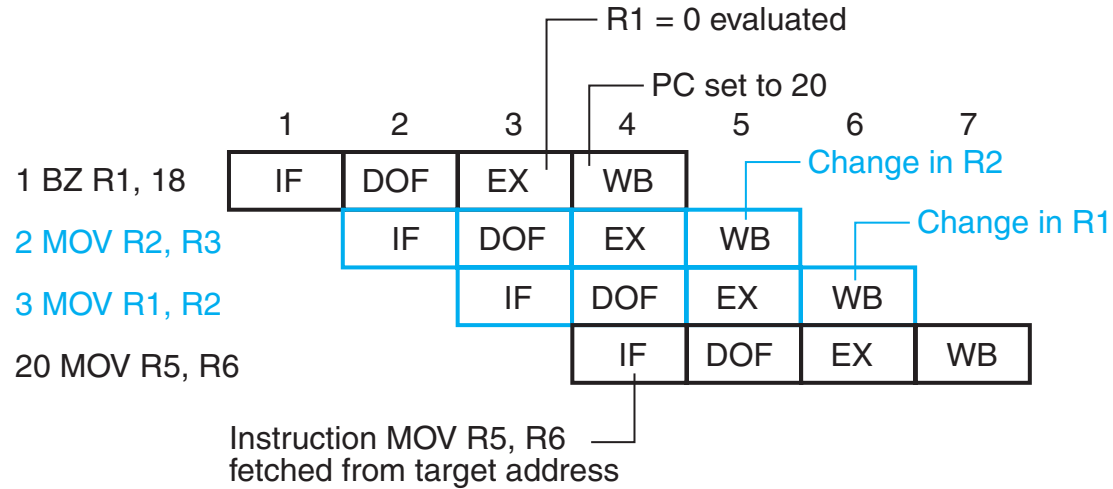 R1 = 0 evaluated
PC set to 20
1 2 3 4 5 6 7
Change in R2
1 BZ R1, 18 IF DOF EX WB
Change in R1
2 MOV R2, R3 IF DOF EX WB
3 MOV R1, R2 IF DOF EX WB
20 MOV R5, R6 IF DOF EX WB
Instruction MOV R5, R6
fetched from target address